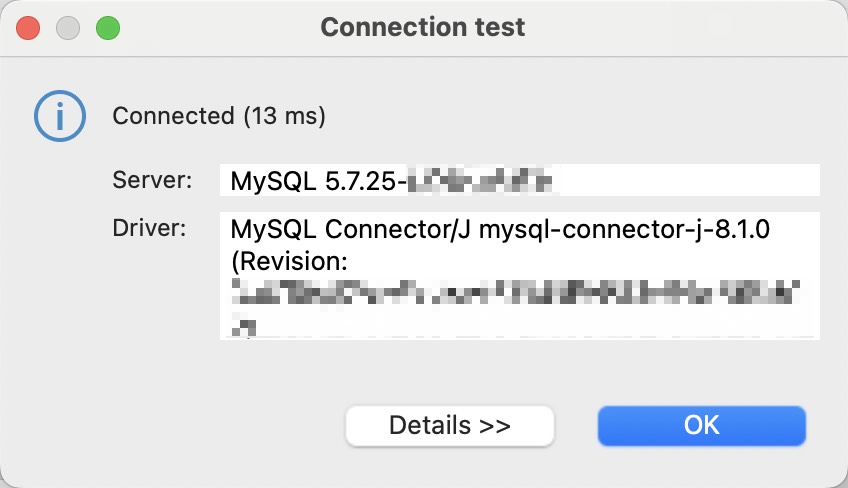 Connection test
Connected (13 ms)
Server: MySQL 5.7.25-
Driver: MySQL Connector/J mysql-connector-j-8.1.0
(Revision:
Details >>
OK